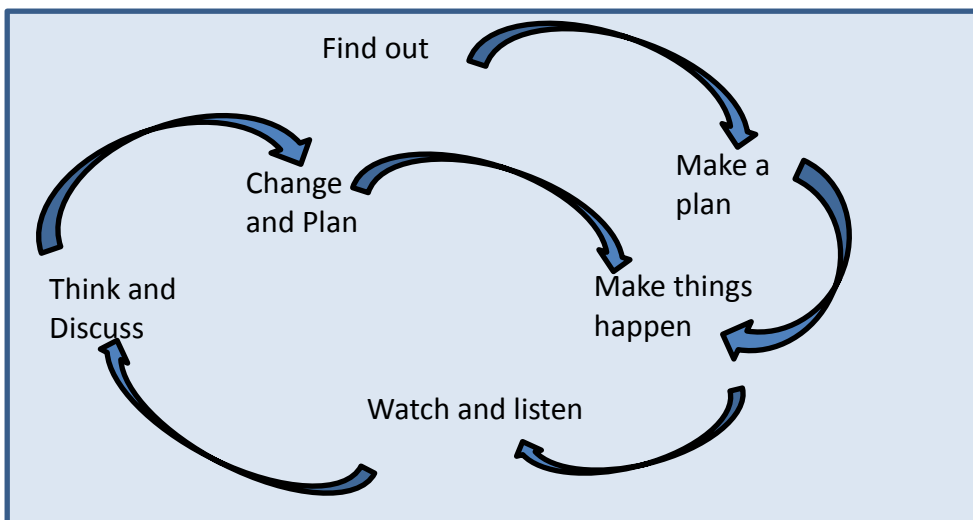 Find out
Make a
plan
Change
and Plan
Make things
happen
Think and
Discuss
Watch and listen